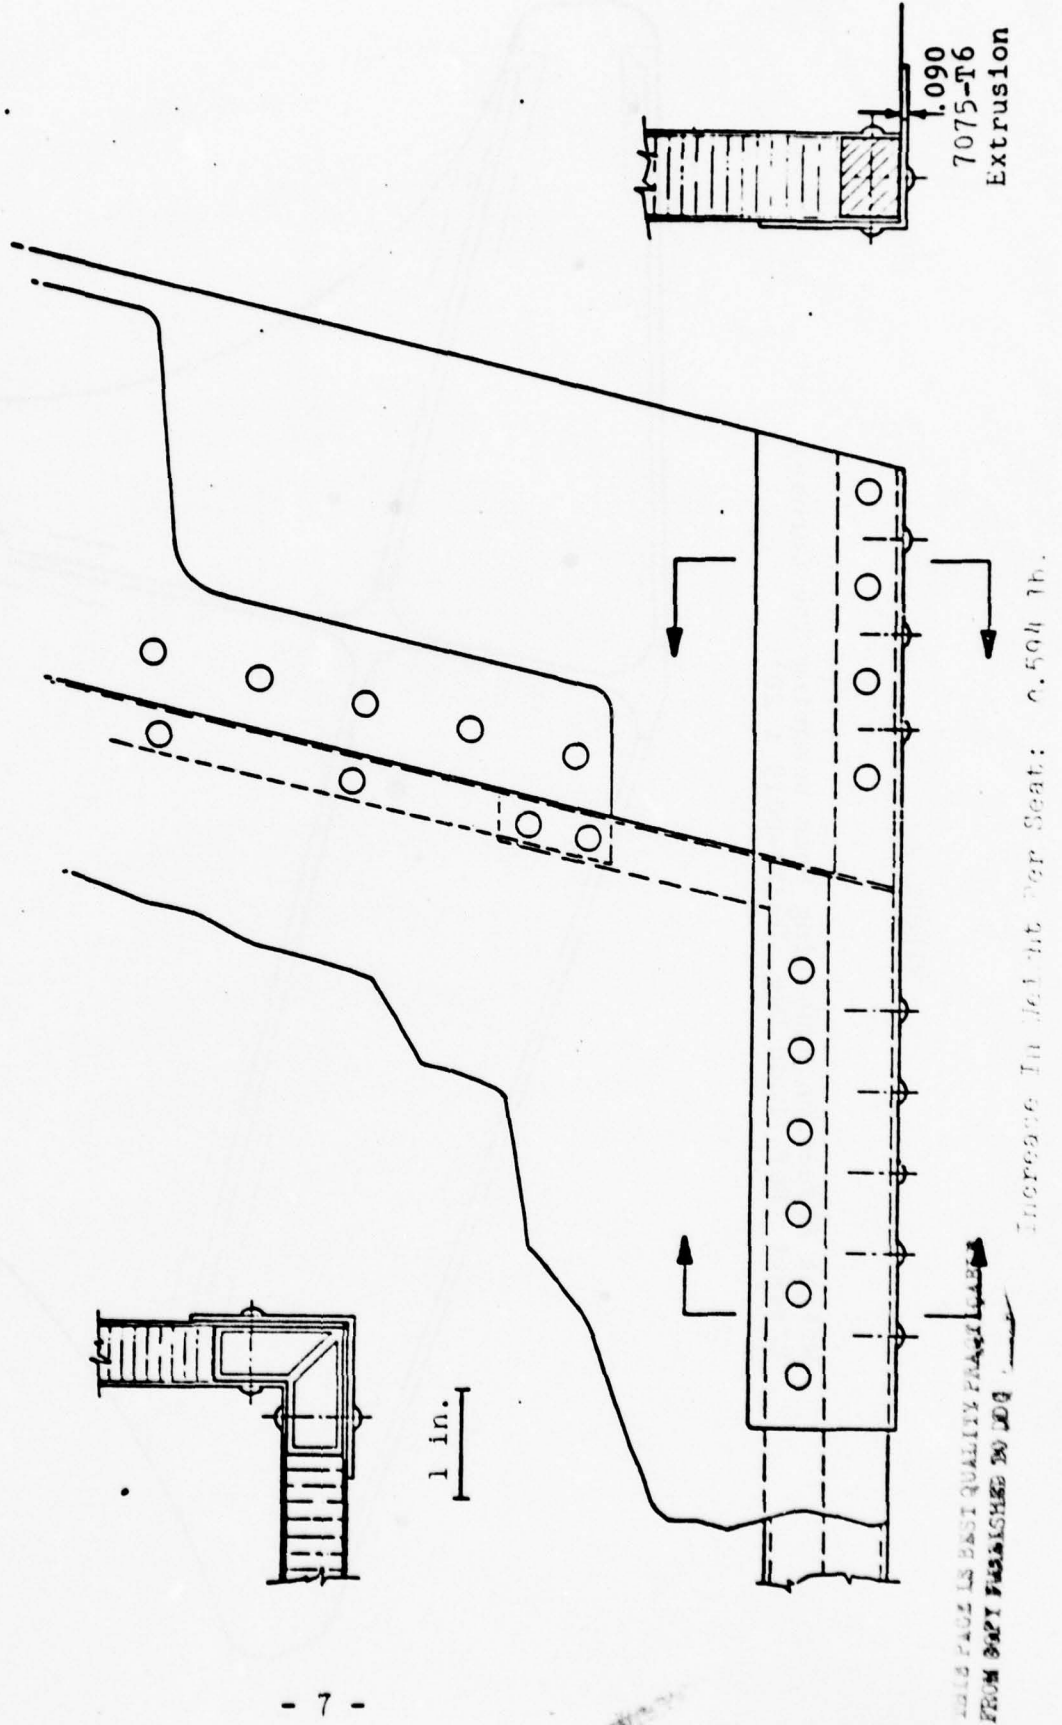 .090
7075-T6
Extrusion
1 in.
Increase In Weight Per Seat: 0.594 lb.
THIS PAGE IS BEST QUALITY PRACTICABLE
FROM COPY FURNISHED TO DDC
- 7 -